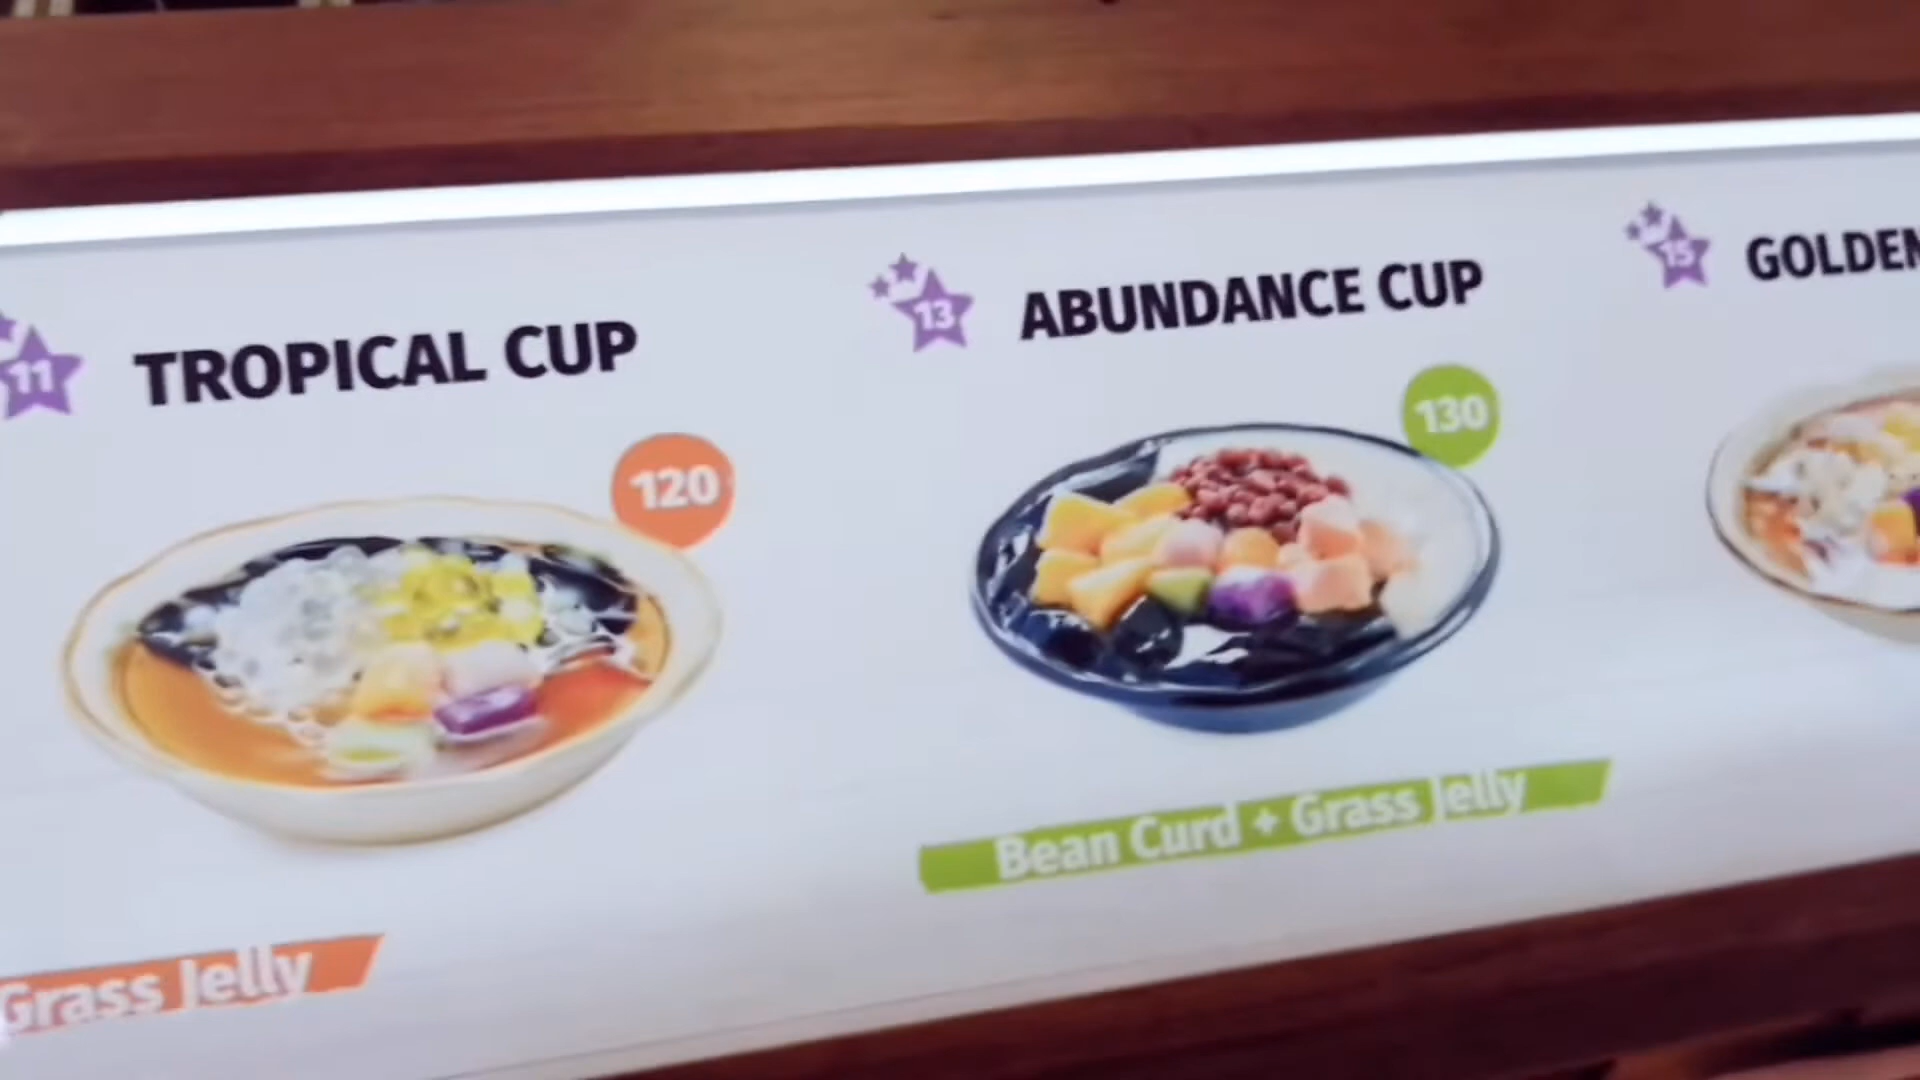 11
TROPICAL CUP
120
Grass Jelly
13
ABUNDANCE CUP
130
Bean Curd + Grass Jelly
15
GOLDEN